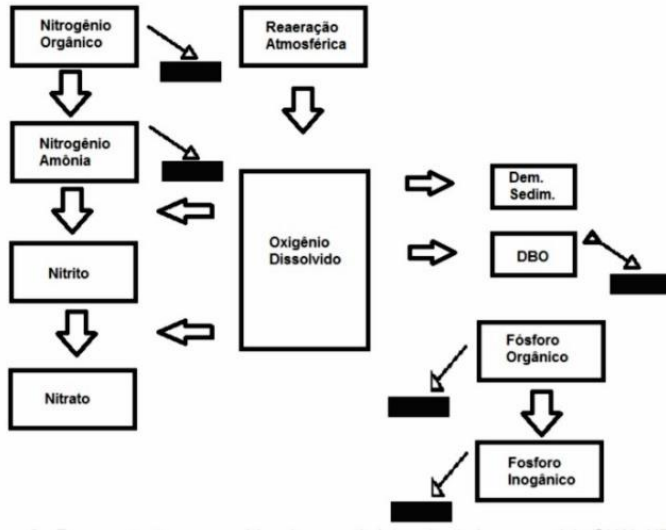 Nitrogênio
Orgânico
Reaeração
Atmosférica
Nitrogênio
Amônia
Oxigênio
Dissolvido
Dem.
Sedim.
Nitrito
DBO
Fósforo
Orgânico
Nitrato
Fosforo
Inogânico